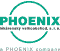 PHOENIX
lékárenský velkoobchod, s.r.o.
a PHOENIX company